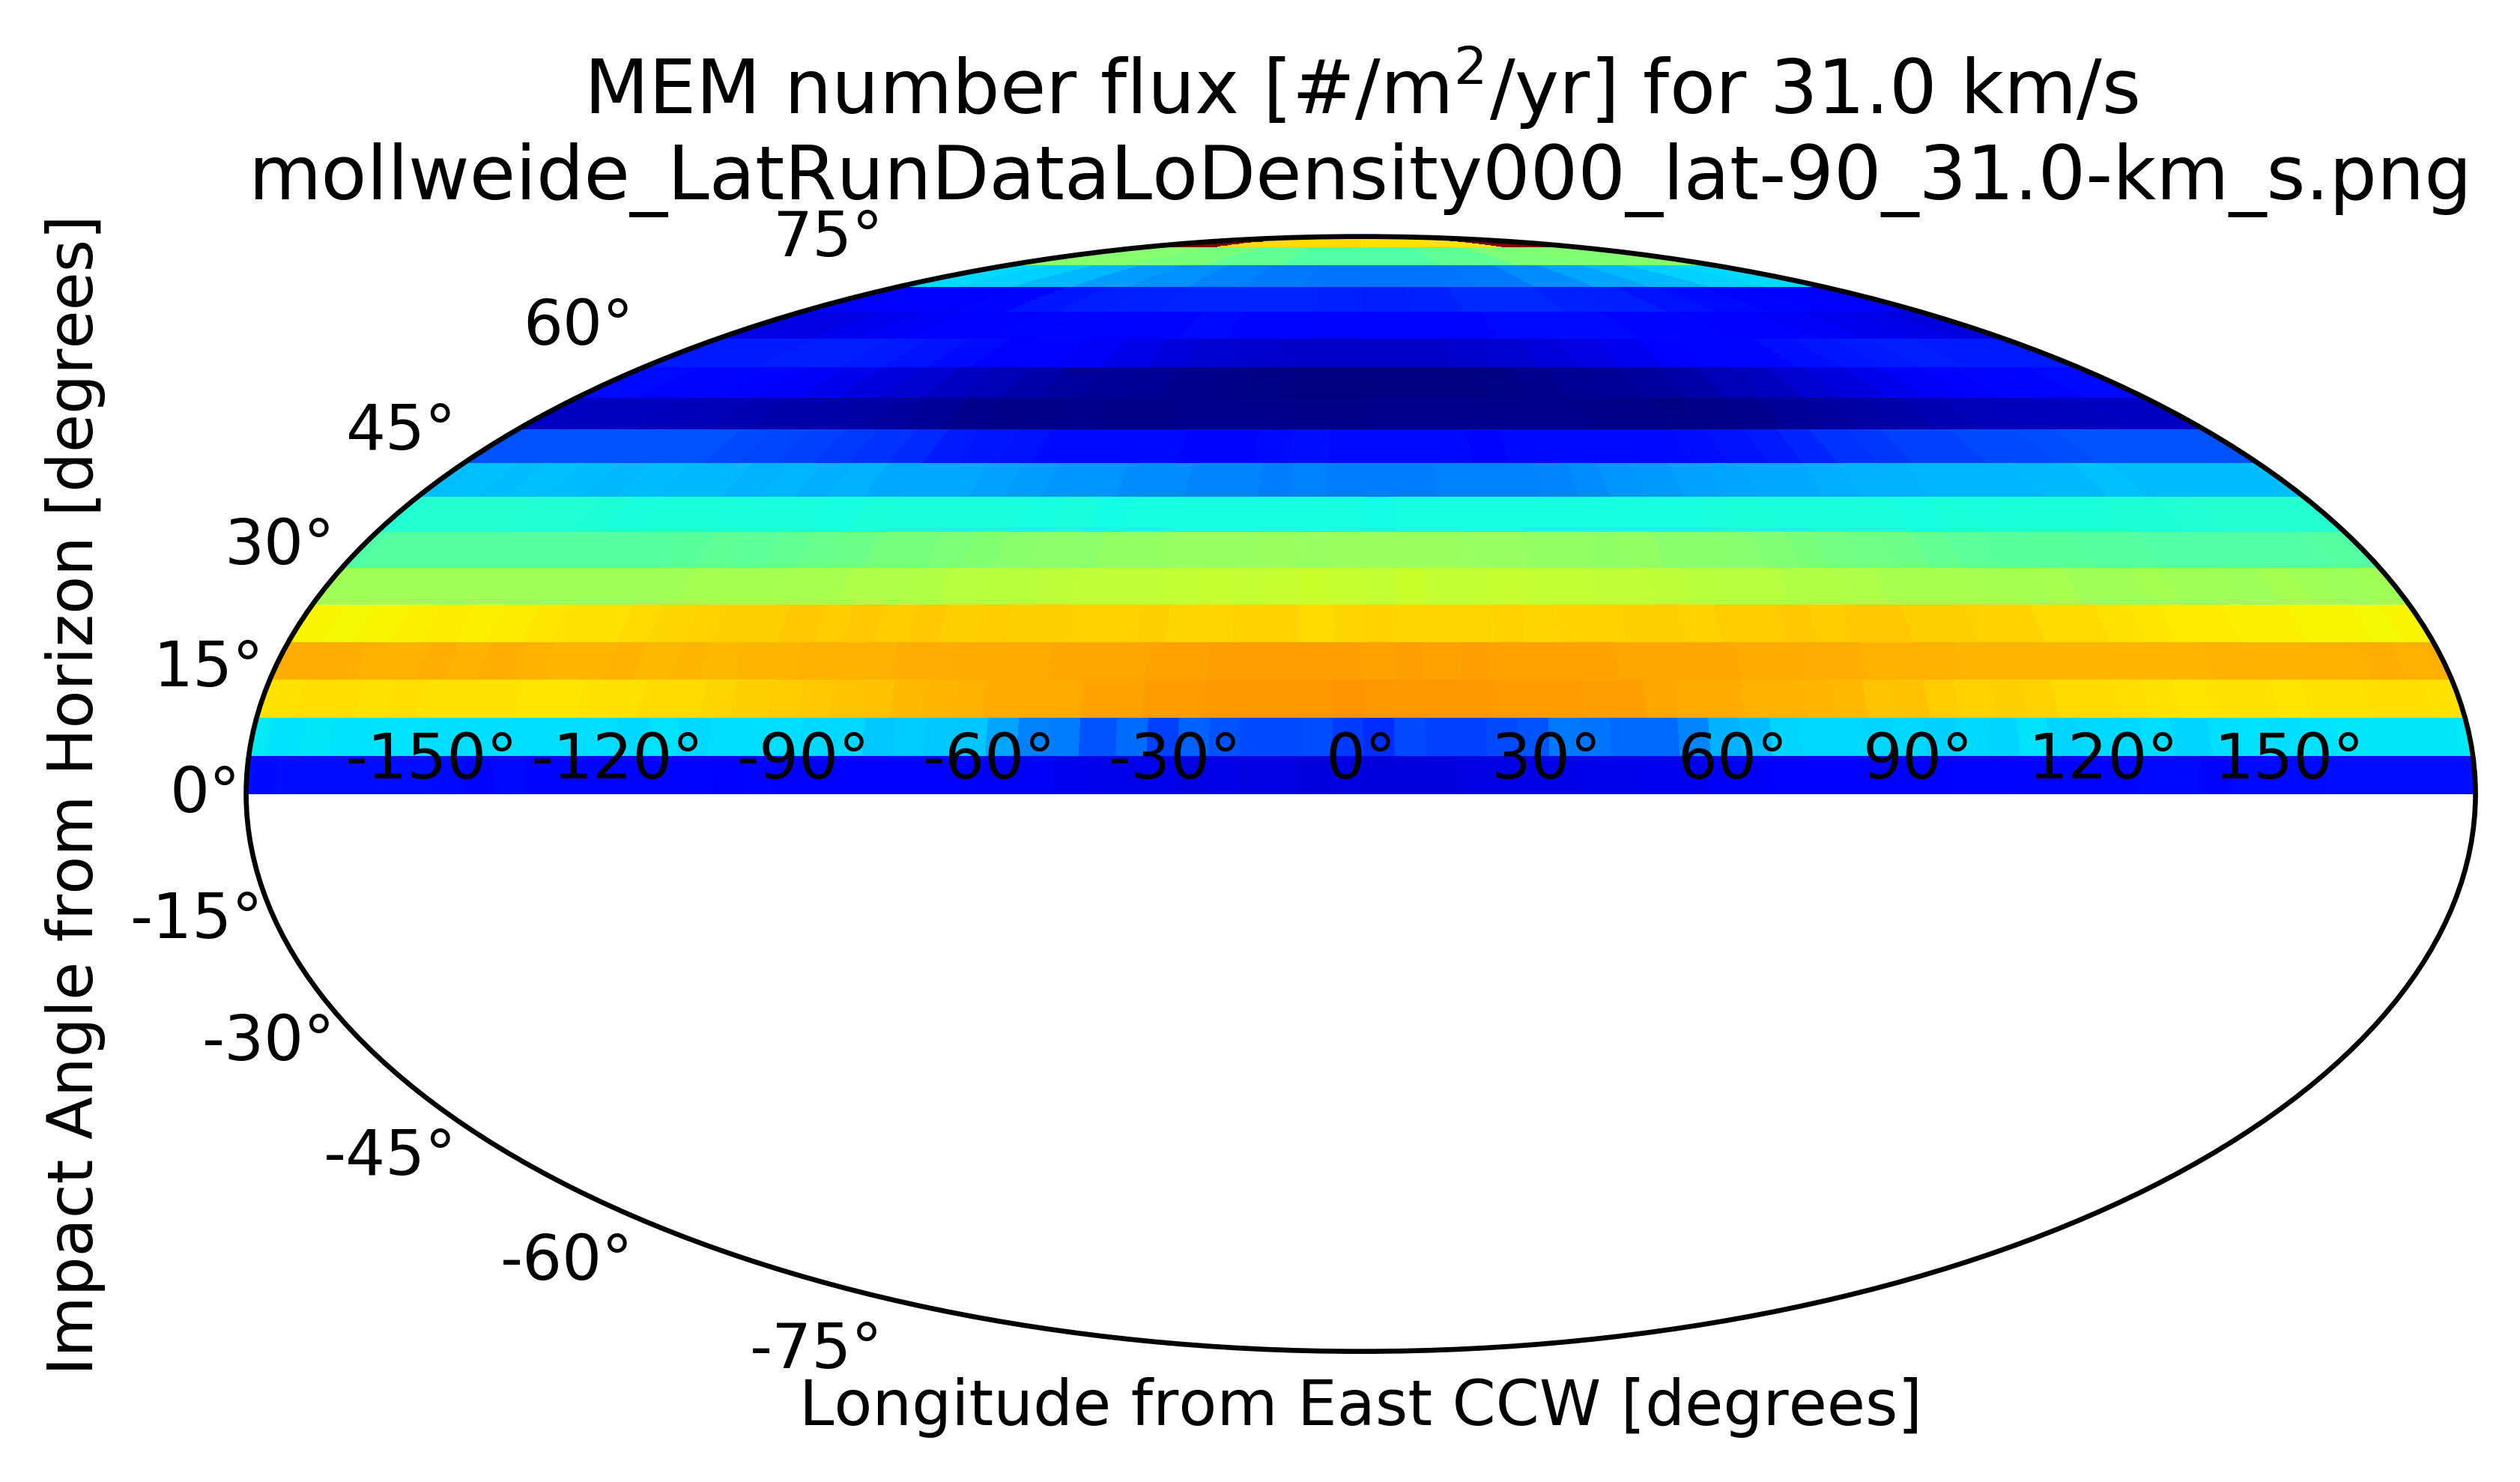 MEM number flux [#/m²/yr] for 31.0 km/s
mollweide_LatRunDataLoDensity000_lat-90_31.0-km_s.png
Impact Angle from Horizon [degrees]
75°
60°
45°
30°
15°
0°
-15°
-30°
-45°
-60°
-75°
-150° -120° -90° -60° -30° 0° 30° 60° 90° 120° 150°
Longitude from East CCW [degrees]